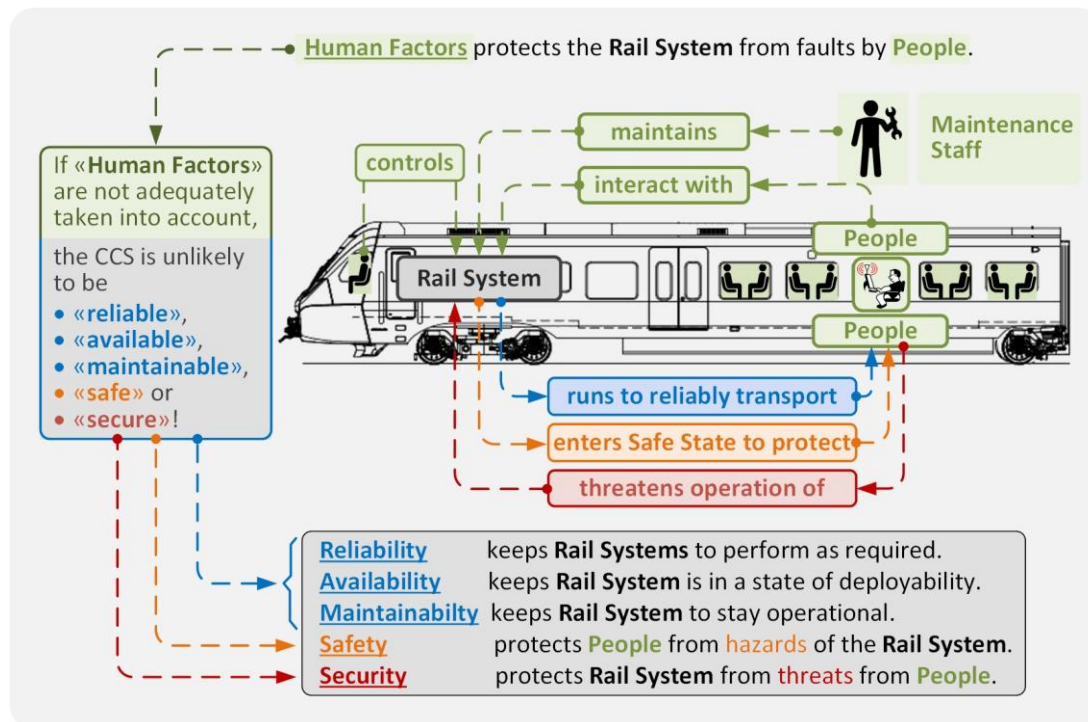 Human Factors protects the Rail System from faults by People.
maintains
Maintenance
Staff
controls
interact with
If «Human Factors»
are not adequately
taken into account,
the CCS is unlikely
to be
• «reliable»,
• «available»,
• «maintainable»,
• «safe» or
• «secure»!
People
Rail System
People
runs to reliably transport
enters Safe State to protect
threatens operation of
Reliability keeps Rail Systems to perform as required.
Availability keeps Rail System is in a state of deployability.
Maintainabilty keeps Rail System to stay operational.
Safety protects People from hazards of the Rail System.
Security protects Rail System from threats from People.